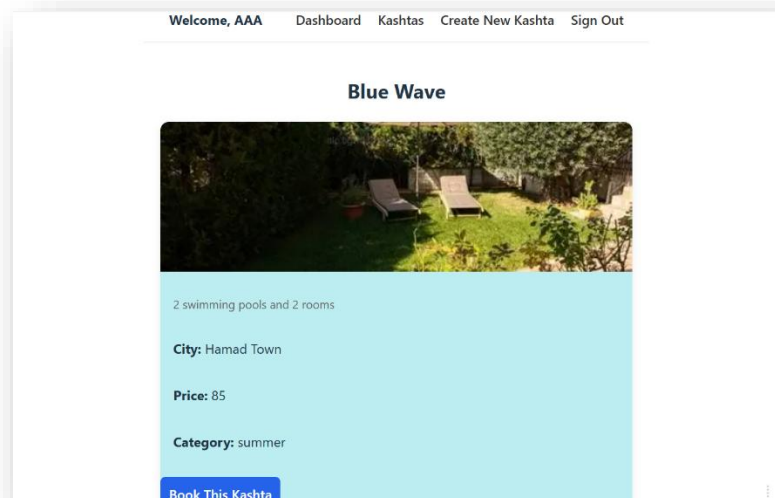 Welcome, AAA Dashboard Kashtas Create New Kashta Sign Out
Blue Wave
2 swimming pools and 2 rooms
City: Hamad Town
Price: 85
Category: summer
Book This Kashta